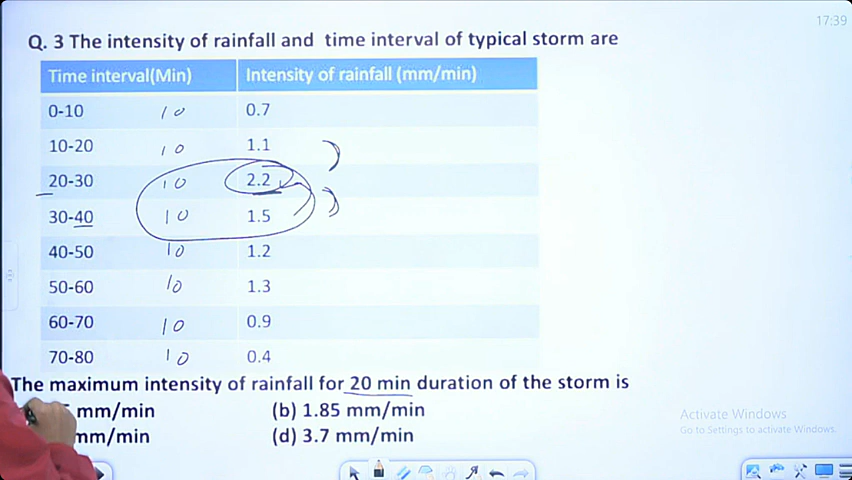 17:39
Q. 3 The intensity of rainfall and time interval of typical storm are
Time interval(Min) Intensity of rainfall (mm/min)
0-10 10 0.7
10-20 10 1.1
20-30 10 2.2
30-40 10 1.5
40-50 10 1.2
50-60 10 1.3
60-70 10 0.9
70-80 10 0.4
The maximum intensity of rainfall for 20 min duration of the storm is
mm/min (b) 1.85 mm/min
mm/min (d) 3.7 mm/min
Activate Windows
Go to Settings to activate Windows.